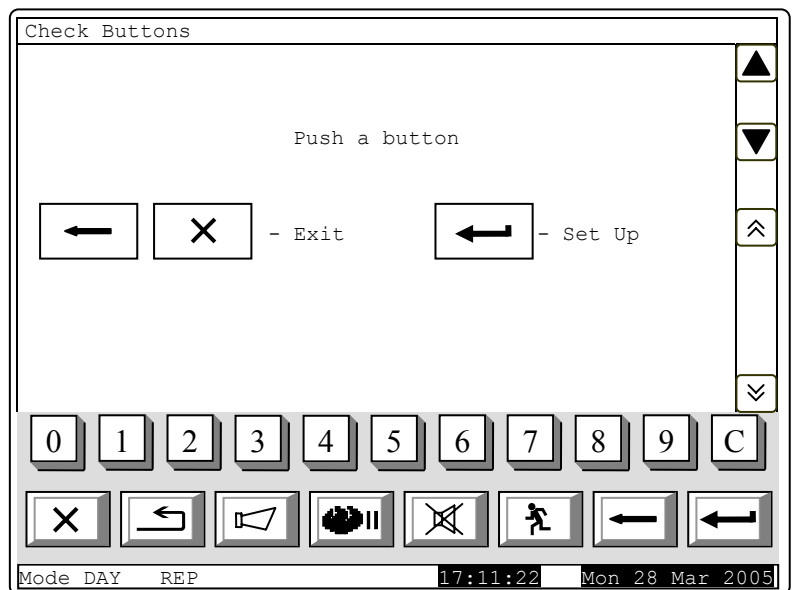 Check Buttons
Push a button
- Exit
- Set Up
0 1 2 3 4 5 6 7 8 9 C
Mode DAY REP 17:11:22 Mon 28 Mar 2005